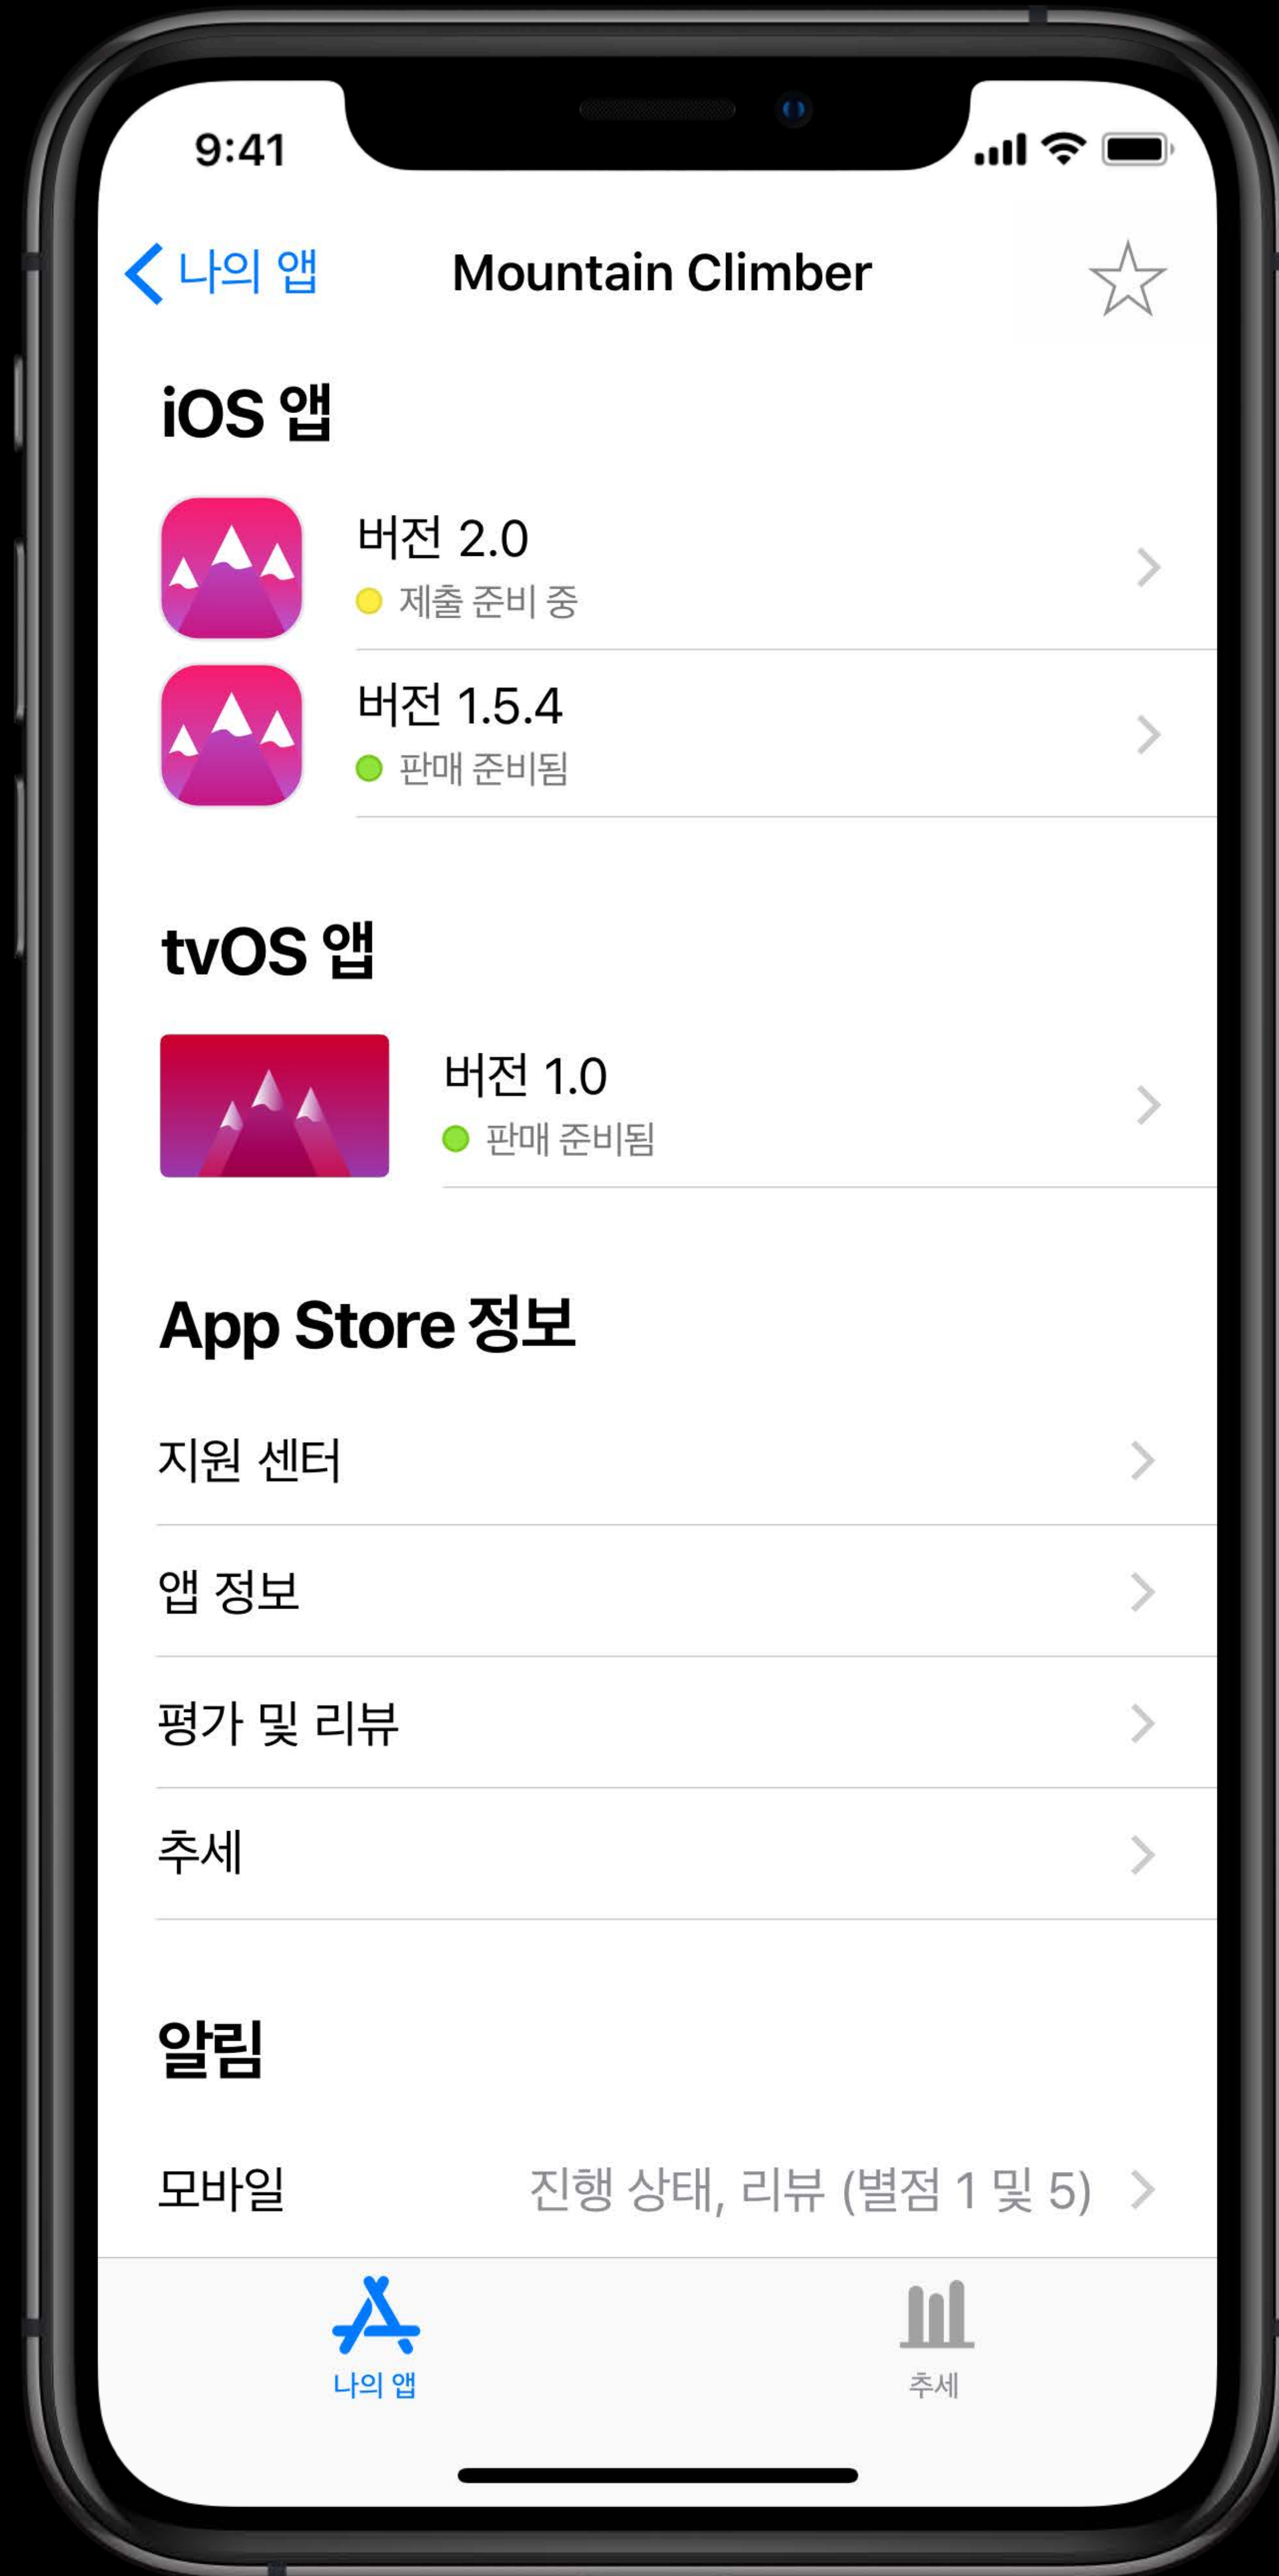 9:41
나의 앱 Mountain Climber
iOS 앱
버전 2.0
제출 준비 중
버전 1.5.4
판매 준비됨
tvOS 앱
버전 1.0
판매 준비됨
App Store 정보
지원 센터
앱 정보
평가 및 리뷰
추세
알림
모바일 진행 상태, 리뷰 (별점 1 및 5)
나의 앱 추세